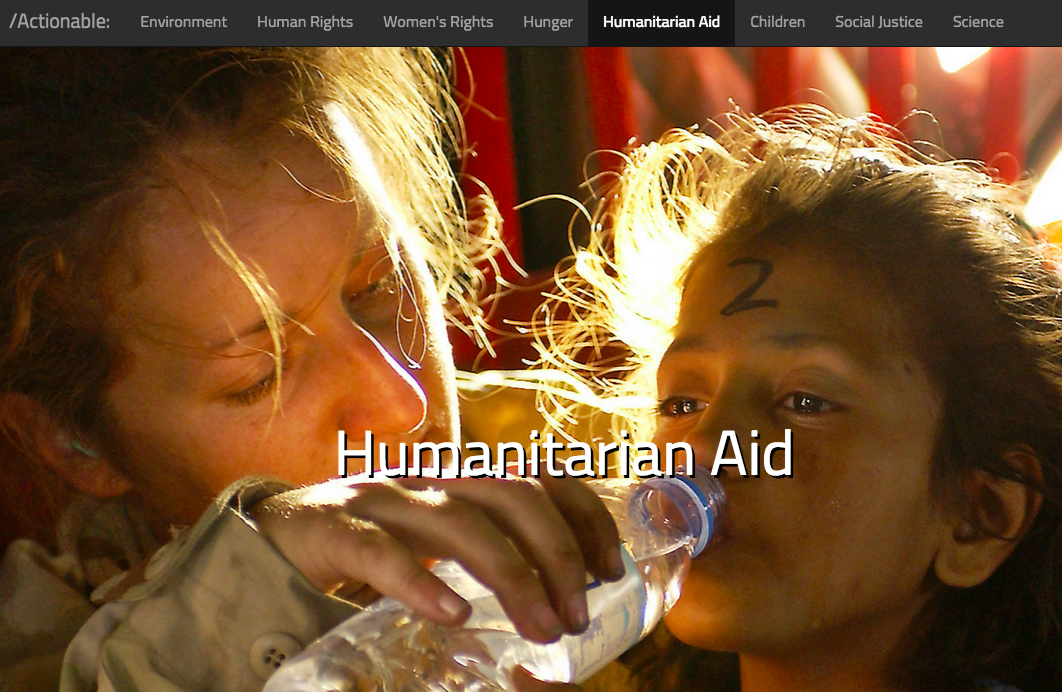 /Actionable: Environment Human Rights Women's Rights Hunger Humanitarian Aid Children Social Justice Science
2
Humanitarian Aid